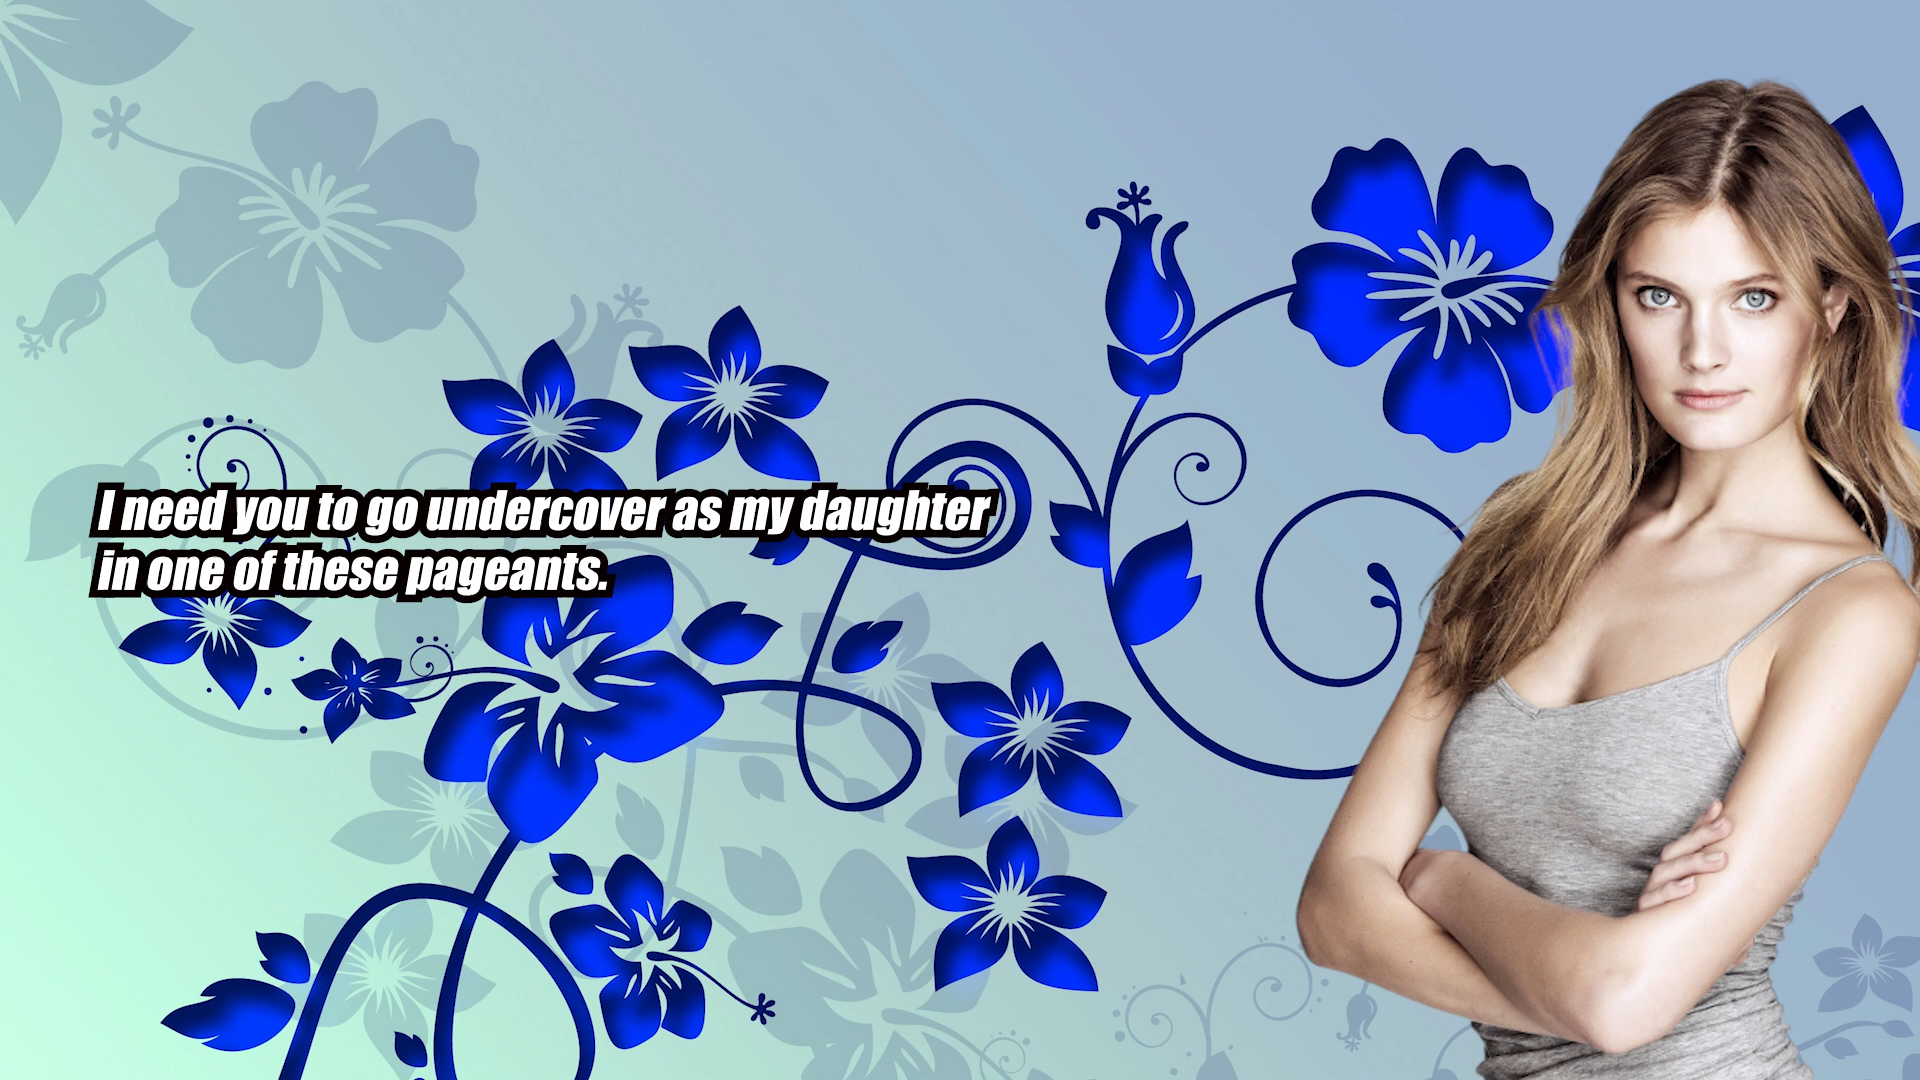 I need you to go undercover as my daughter
in one of these pageants.